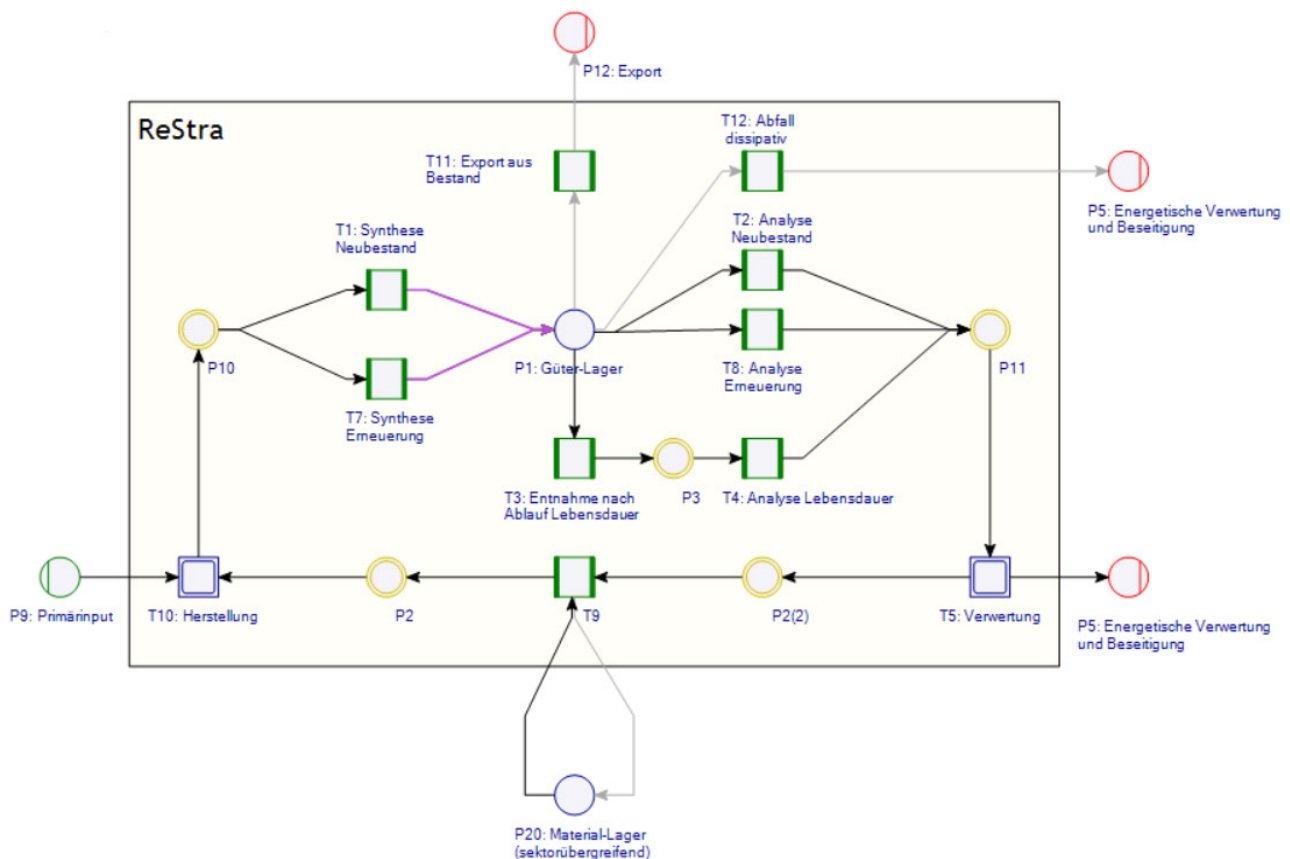 P12: Export
ReStra
T12: Abfall
dissipativ
T11: Export aus
Bestand
P5: Energetische Verwertung
und Beseitigung
T1: Synthese
Neubestand
T2: Analyse
Neubestand
P10
P1: Güter-Lager
T8: Analyse
Erneuerung
P11
T7: Synthese
Erneuerung
T3: Entnahme nach
Ablauf Lebensdauer
P3
T4: Analyse Lebensdauer
P9: Primärinput
T10: Herstellung
P2
T9
P2(2)
T5: Verwertung
P5: Energetische Verwertung
und Beseitigung
P20: Material-Lager
(sektorübergreifend)